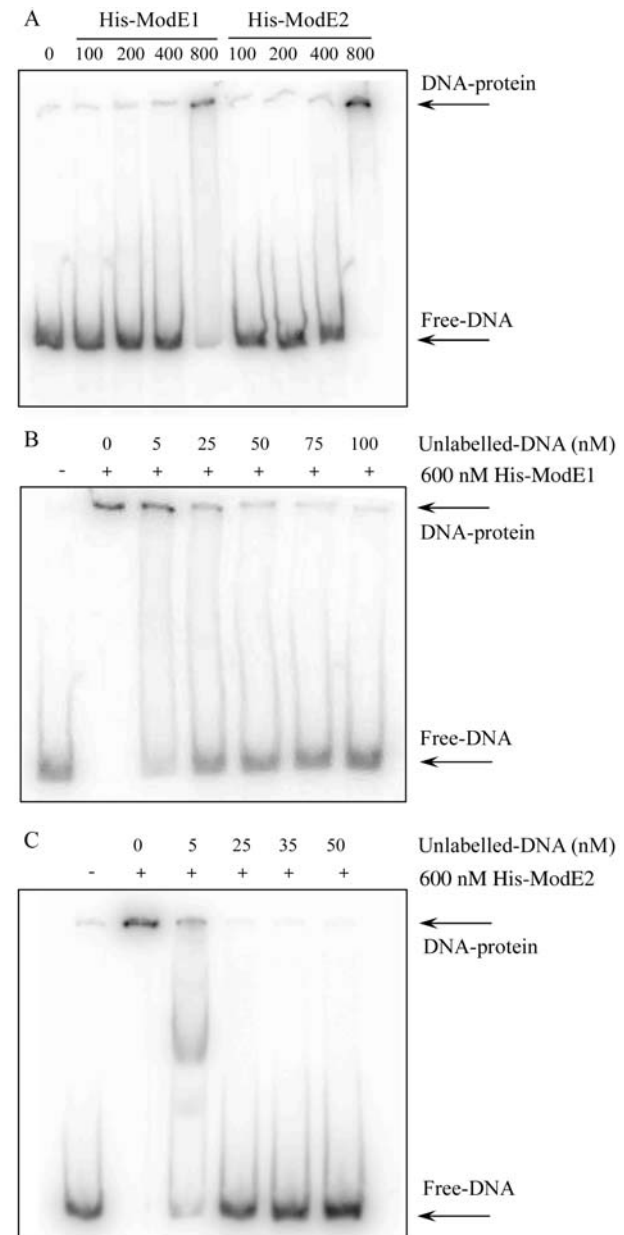 A
His-ModE1 His-ModE2
0 100 200 400 800 100 200 400 800
DNA-protein
Free-DNA
B
0 5 25 50 75 100 Unlabelled-DNA (nM)
- + + + + + + 600 nM His-ModE1
DNA-protein
Free-DNA
C
0 5 25 35 50 Unlabelled-DNA (nM)
- + + + + + 600 nM His-ModE2
DNA-protein
Free-DNA